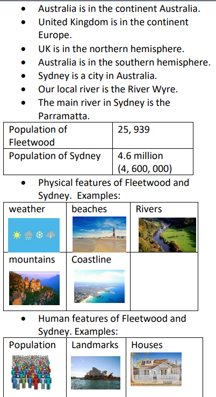 • Australia is in the continent Australia.
• United Kingdom is in the continent
Europe.
• UK is in the northern hemisphere.
• Australia is in the southern hemisphere.
• Sydney is a city in Australia.
• Our local river is the River Wyre.
• The main river in Sydney is the
Parramatta.
Population of Fleetwood 25, 939
Population of Sydney 4.6 million
(4, 600, 000)
• Physical features of Fleetwood and
Sydney. Examples:
weather beaches Rivers
mountains Coastline
• Human features of Fleetwood and
Sydney. Examples:
Population Landmarks Houses